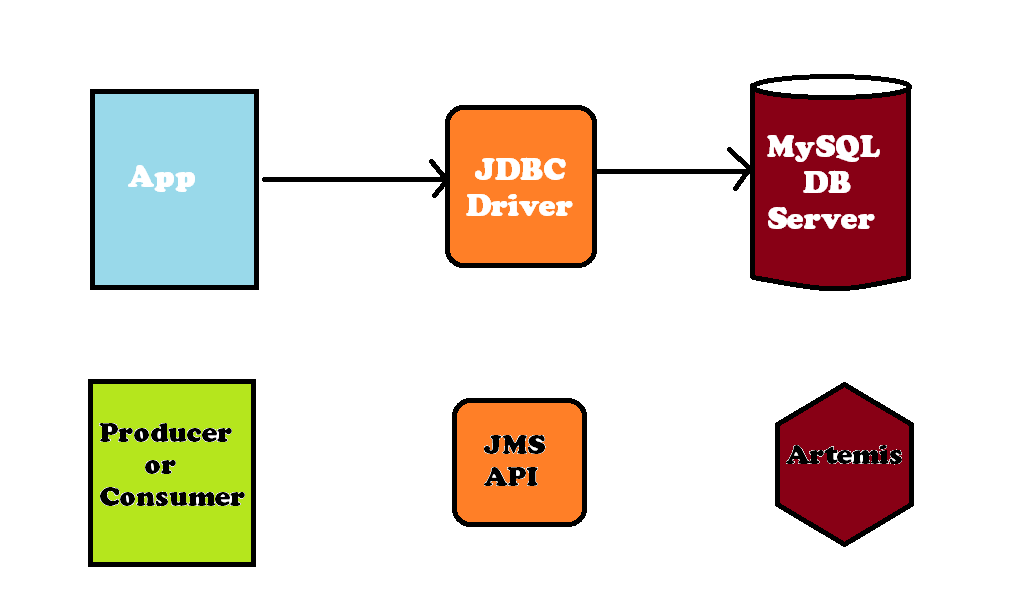 App
JDBC
Driver
MySQL
DB
Server
Producer
or
Consumer
JMS
API
Artemis